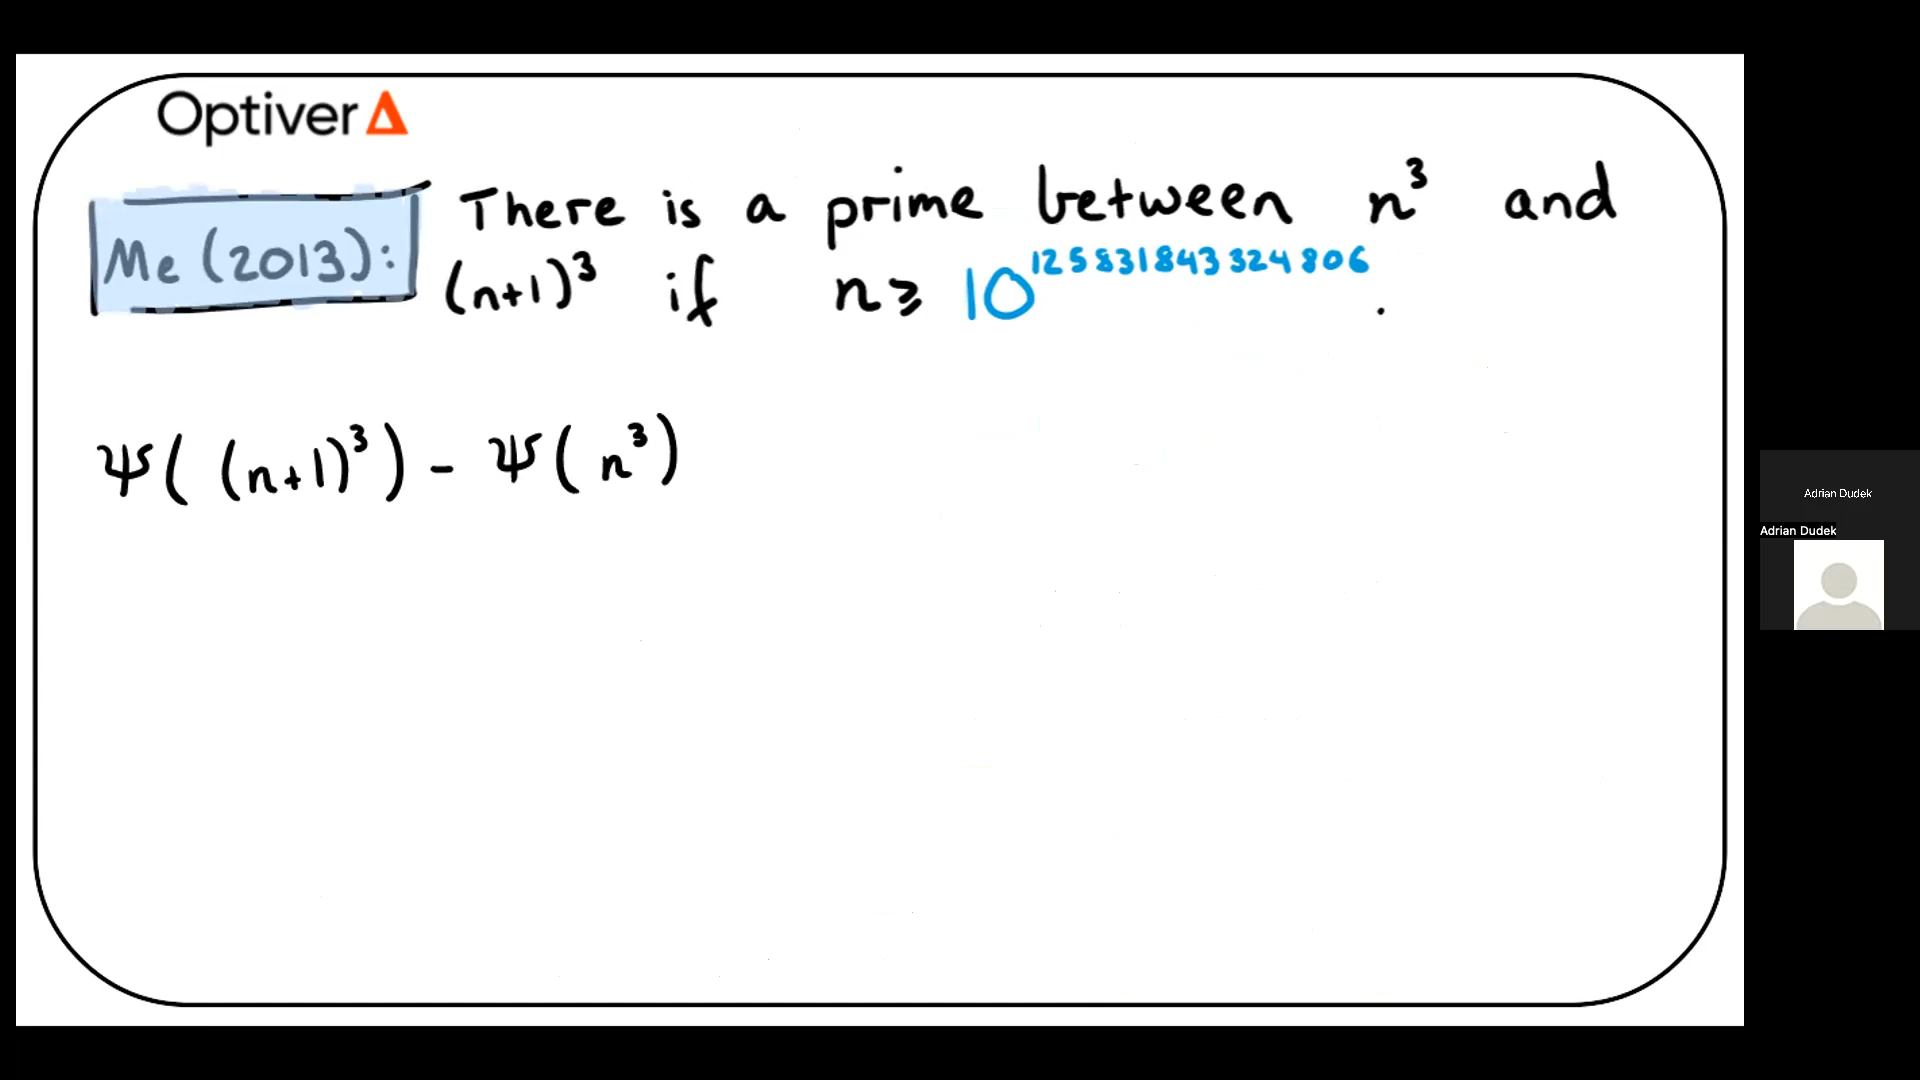 Optiver
Me (2013): There is a prime between n³ and
(n+1)³ if n ≥ 10^125831843324806.
ψ((n+1)³) - ψ(n³)
Adrian Dudek
Adrian Dudek